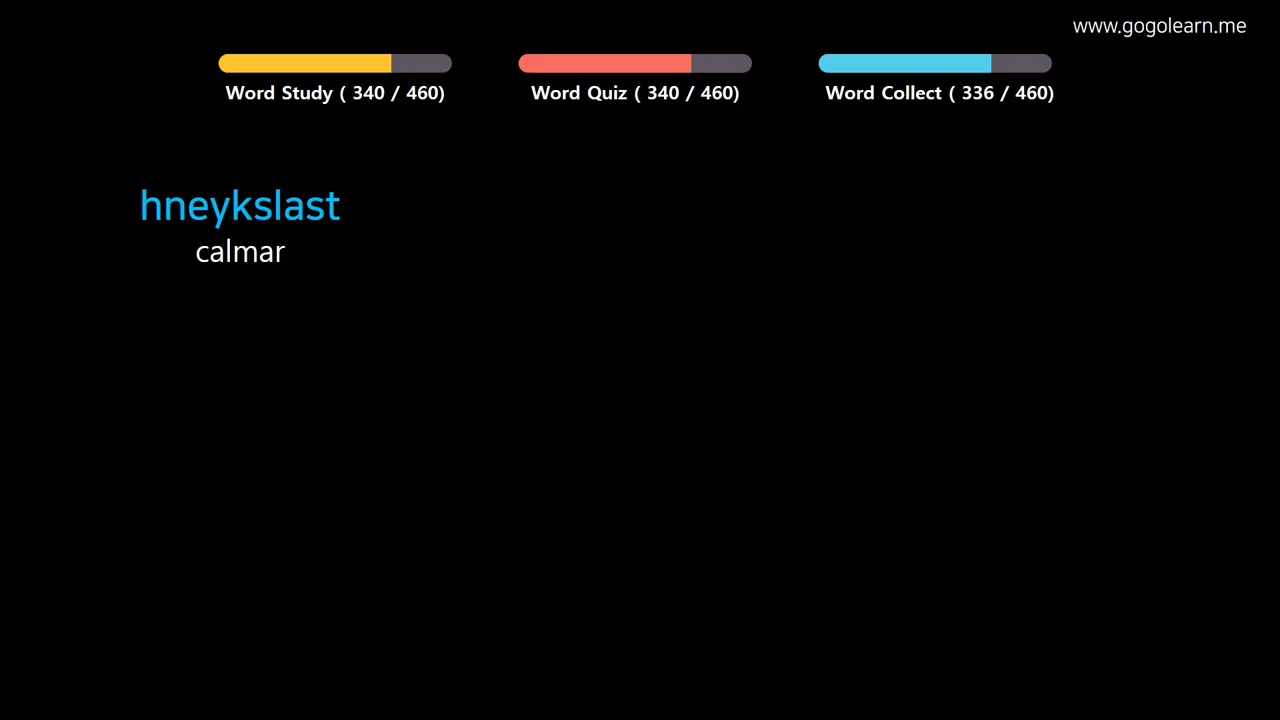 www.gogolearn.me
Word Study ( 340 / 460)
Word Quiz ( 340 / 460)
Word Collect ( 336 / 460)
hneykslast
calmar